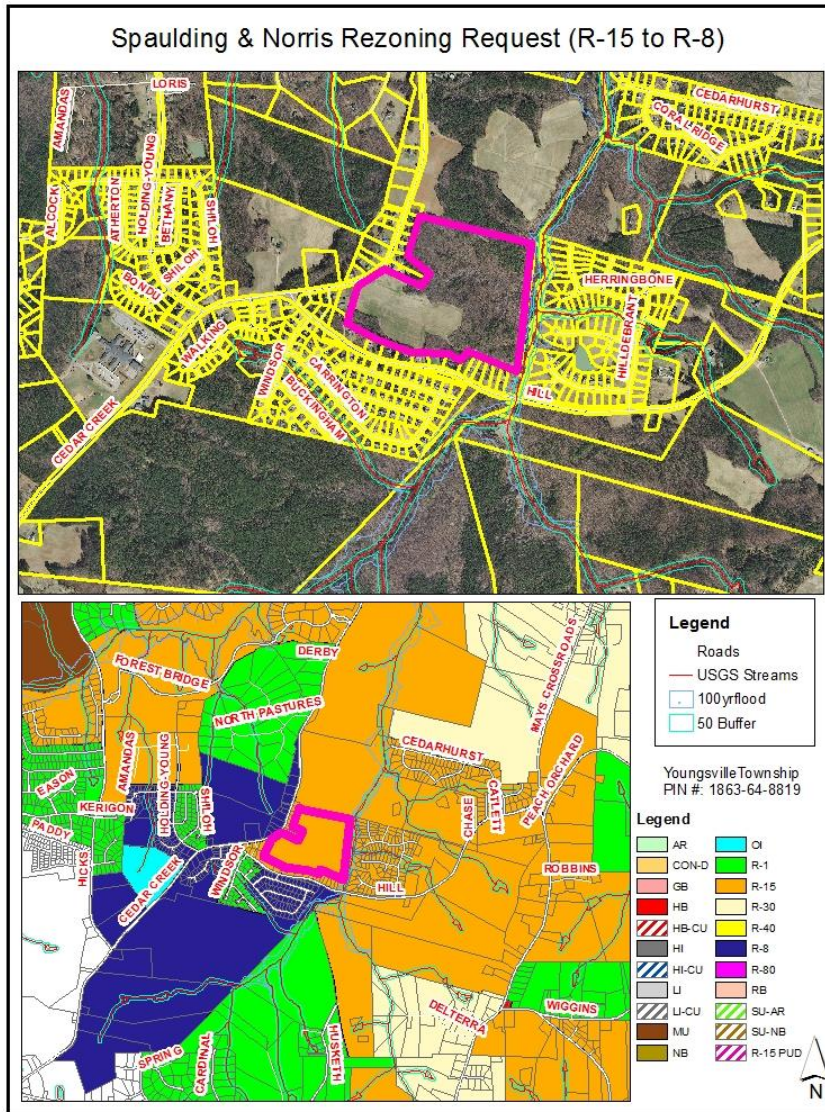 Spaulding & Norris Rezoning Request (R-15 to R-8)
LORIS
AMANDAS
CEDARHURST
CORAL RIDGE
ALCOCK
ATHERTON
HOLDING-YOUNG
BETHANY
SHILOH
SHILOH
BONDU
HERRINGBONE
HILLDEBRANT
WALKING
WINDSOR
CARRINGTON
BUCKINGHAM
HILL
CEDAR CREEK
DERBY
FOREST BRIDGE
NORTH PASTURES
MAYS CROSSROADS
CEDARHURST
AMANDAS
HOLDING-YOUNG
EASON
KERIGON
SHILOH
PADDY
CATLETT
CHASE
PEACH ORCHARD
HICKS
CEDAR CREEK
WINDSOR
HILL
ROBBINS
DELTERRA
WIGGINS
SPRING
CARDINAL
HUSKETH
Legend
Roads
USGS Streams
100yrflood
50 Buffer
Youngsville Township
PIN #: 1863-64-8819
Legend
AR
CON-D
GB
HB
HB-CU
HI
HI-CU
LI
LI-CU
MU
NB
OI
R-1
R-15
R-30
R-40
R-8
R-80
RB
SU-AR
SU-NB
R-15 PUD
N